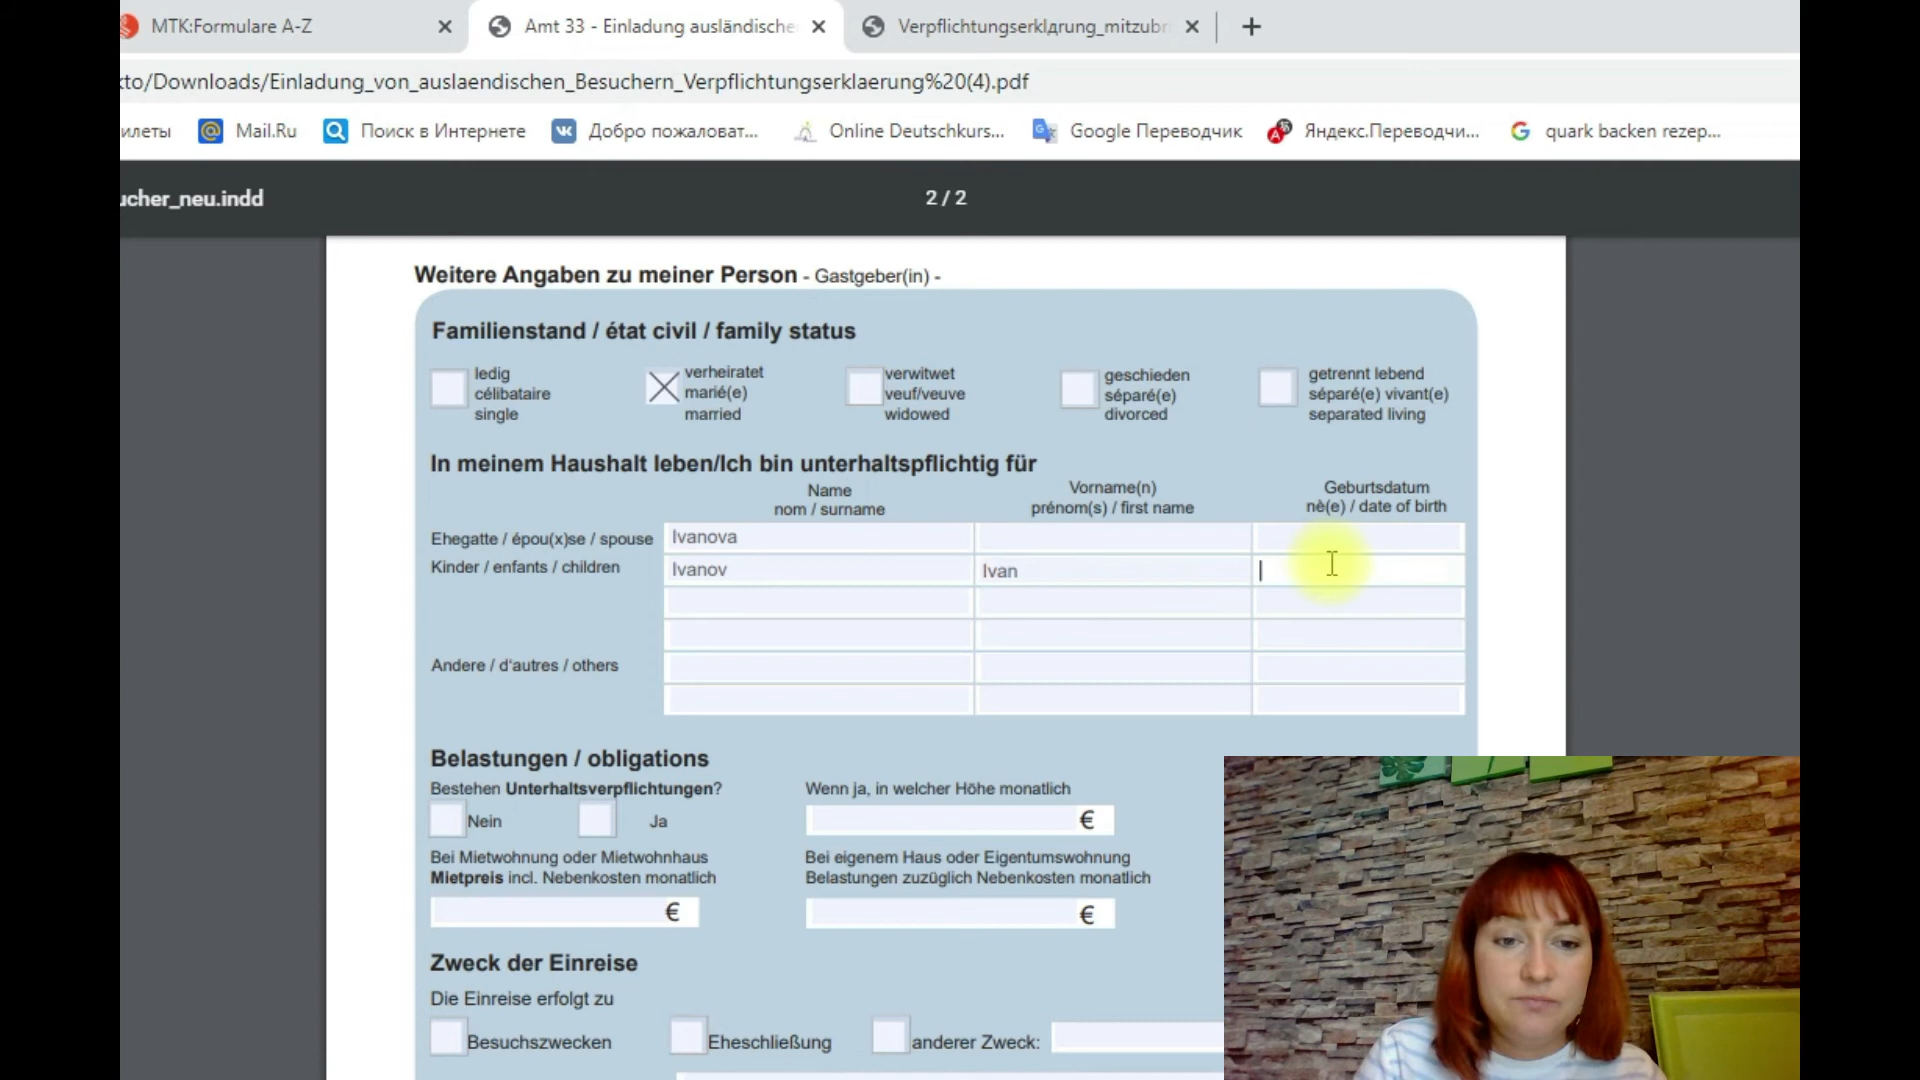 MTK:Formulare A-Z
Amt 33 - Einladung ausländische
Verpflichtungserklдrung_mitzubri
kto/Downloads/Einladung_von_auslaendischen_Besuchern_Verpflichtungserklaerung%20(4).pdf
илеты
Mail.Ru
Поиск в Интернете
Добро пожаловат...
Online Deutschkurs...
Google Переводчик
Яндекс.Переводчи...
quark backen rezep...
ucher_neu.indd
2 / 2
Weitere Angaben zu meiner Person - Gastgeber(in) -
Familienstand / état civil / family status
ledig
célibataire
single
verheiratet
marié(e)
married
verwitwet
veuf/veuve
widowed
geschieden
séparé(e)
divorced
getrennt lebend
séparé(e) vivant(e)
separated living
In meinem Haushalt leben/Ich bin unterhaltspflichtig für
Name
nom / surname
Vorname(n)
prénom(s) / first name
Geburtsdatum
nè(e) / date of birth
Ehegatte / épou(x)se / spouse
Ivanova
Kinder / enfants / children
Ivanov
Ivan
Andere / d'autres / others
Belastungen / obligations
Bestehen Unterhaltsverpflichtungen?
Nein
Ja
Wenn ja, in welcher Höhe monatlich
€
Bei Mietwohnung oder Mietwohnhaus
Mietpreis incl. Nebenkosten monatlich
€
Bei eigenem Haus oder Eigentumswohnung
Belastungen zuzüglich Nebenkosten monatlich
€
Zweck der Einreise
Die Einreise erfolgt zu
Besuchszwecken
Eheschließung
anderer Zweck: